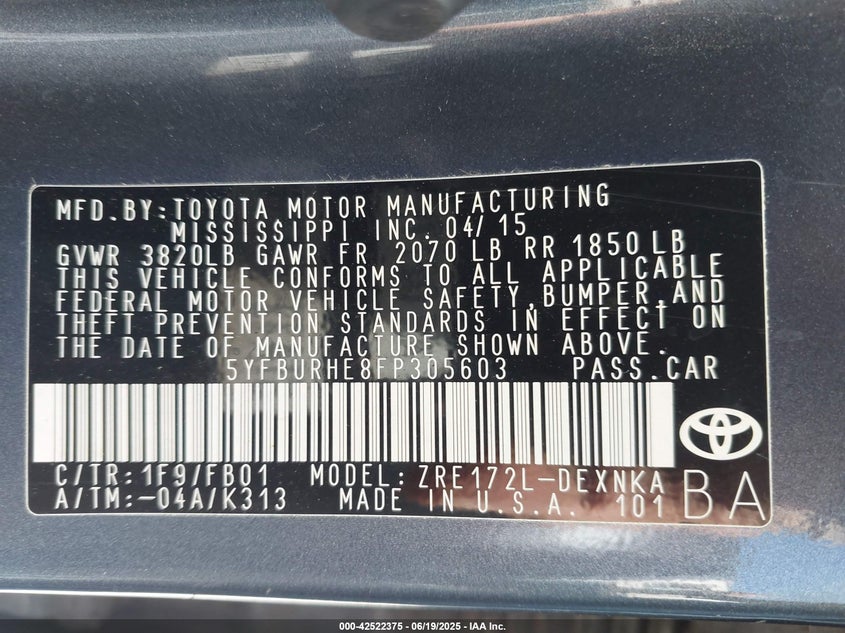 MFD.BY:TOYOTA MOTOR MANUFACTURING
MISSISSIPPI INC. 04/15
GVWR 3820LB GAWR FR 2070 LB RR 1850 LB
THIS VEHICLE CONFORMS TO ALL APPLICABLE
FEDERAL MOTOR VEHICLE SAFETY,BUMPER,AND
THEFT PREVENTION STANDARDS IN EFFECT ON
THE DATE OF MANUFACTURE SHOWN ABOVE.
5YFBURHE8FP305603 PASS.CAR
C/TR:1F9/FB01 MODEL: ZRE172L-DEXNKA
A/TM:-04A/K313 MADE IN U.S.A. 101
BA
000-42522375 - 06/19/2025 - IAA Inc.